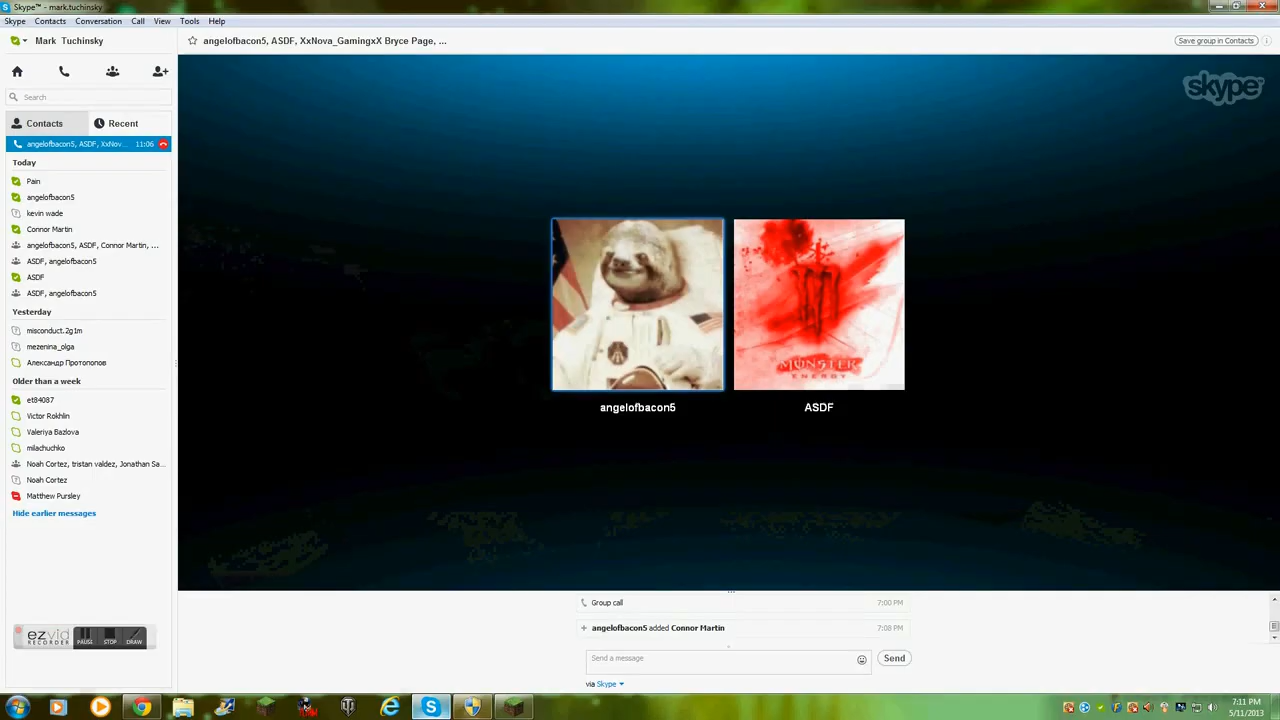 Skype™ - mark.tuchinsky
Skype Contacts Conversation Call View Tools Help
Mark Tuchinsky
angelofbacon5, ASDF, XxNova_GamingxX Bryce Page, ...
Save group in Contacts
Search
Contacts Recent
angelofbacon5, ASDF, XxNov... 11:06
Today
Pain
angelofbacon5
kevin wade
Connor Martin
angelofbacon5, ASDF, Connor Martin, ...
ASDF, angelofbacon5
ASDF
ASDF, angelofbacon5
Yesterday
misconduct.2g1m
mezenina_olga
Александр Протопопов
Older than a week
et84087
Victor Rokhlin
Valeriya Bazlova
milachuchko
Noah Cortez, tristan valdez, Jonathan Sa...
Noah Cortez
Matthew Pursley
Hide earlier messages
skype
MONSTER
ENERGY
angelofbacon5
ASDF
Group call 7:00 PM
angelofbacon5 added Connor Martin 7:08 PM
Send a message
Send
via Skype
ezvid
RECORDER
PAUSE STOP DRAW
7:11 PM
5/11/2013